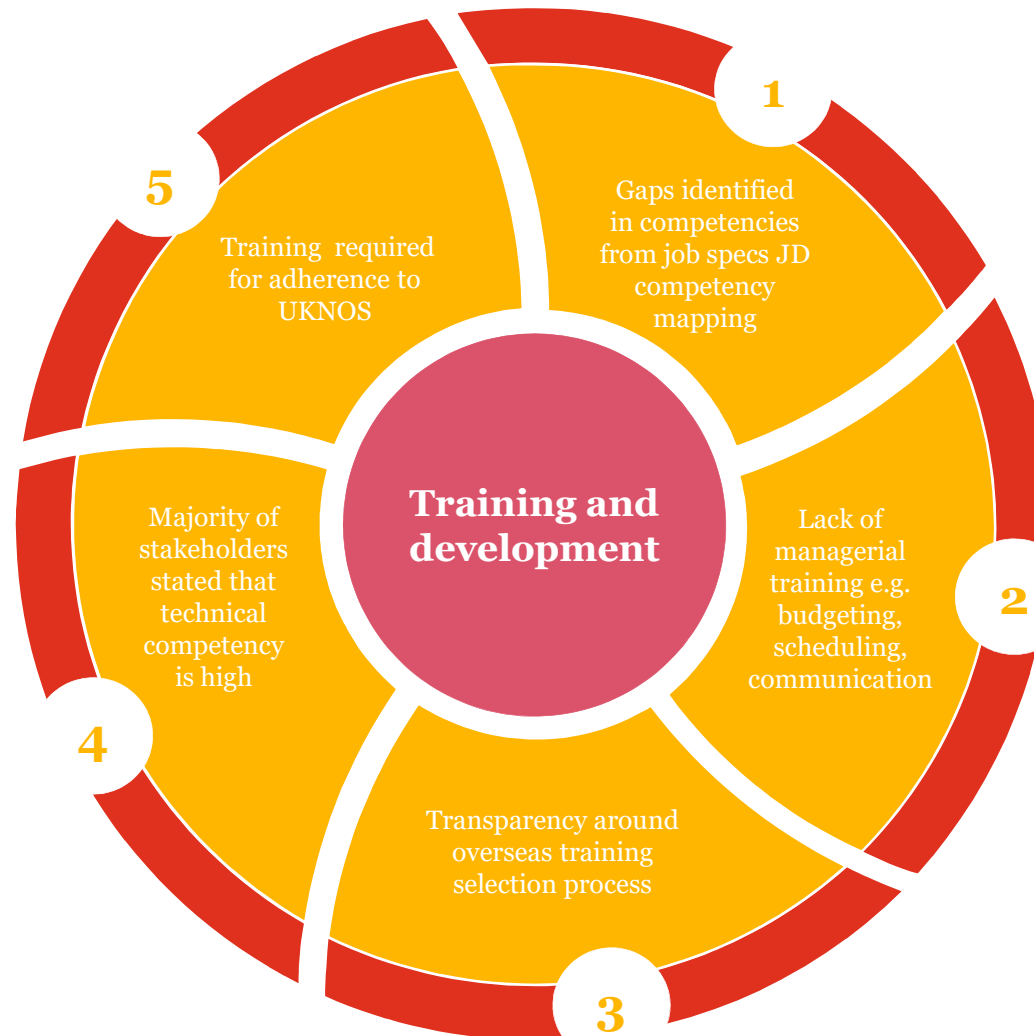 Training and
development
1
Gaps identified
in competencies
from job specs JD
competency
mapping
2
Lack of
managerial
training e.g.
budgeting,
scheduling,
communication
3
Transparency around
overseas training
selection process
4
Majority of
stakeholders
stated that
technical
competency
is high
5
Training  required
for adherence to
UKNOS